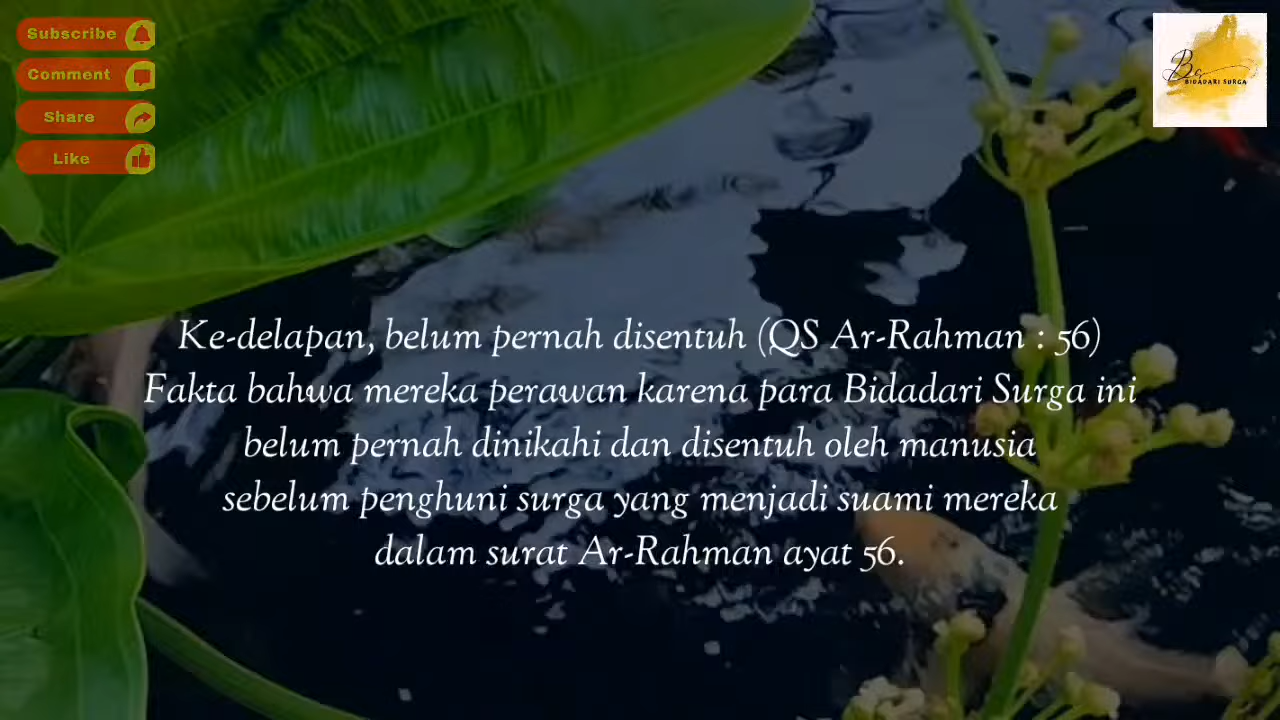 Subscribe
Comment
Share
Like
Bs
BIDADARI SURGA
Ke-delapan, belum pernah disentuh (QS Ar-Rahman : 56)
Fakta bahwa mereka perawan karena para Bidadari Surga ini
belum pernah dinikahi dan disentuh oleh manusia
sebelum penghuni surga yang menjadi suami mereka
dalam surat Ar-Rahman ayat 56.